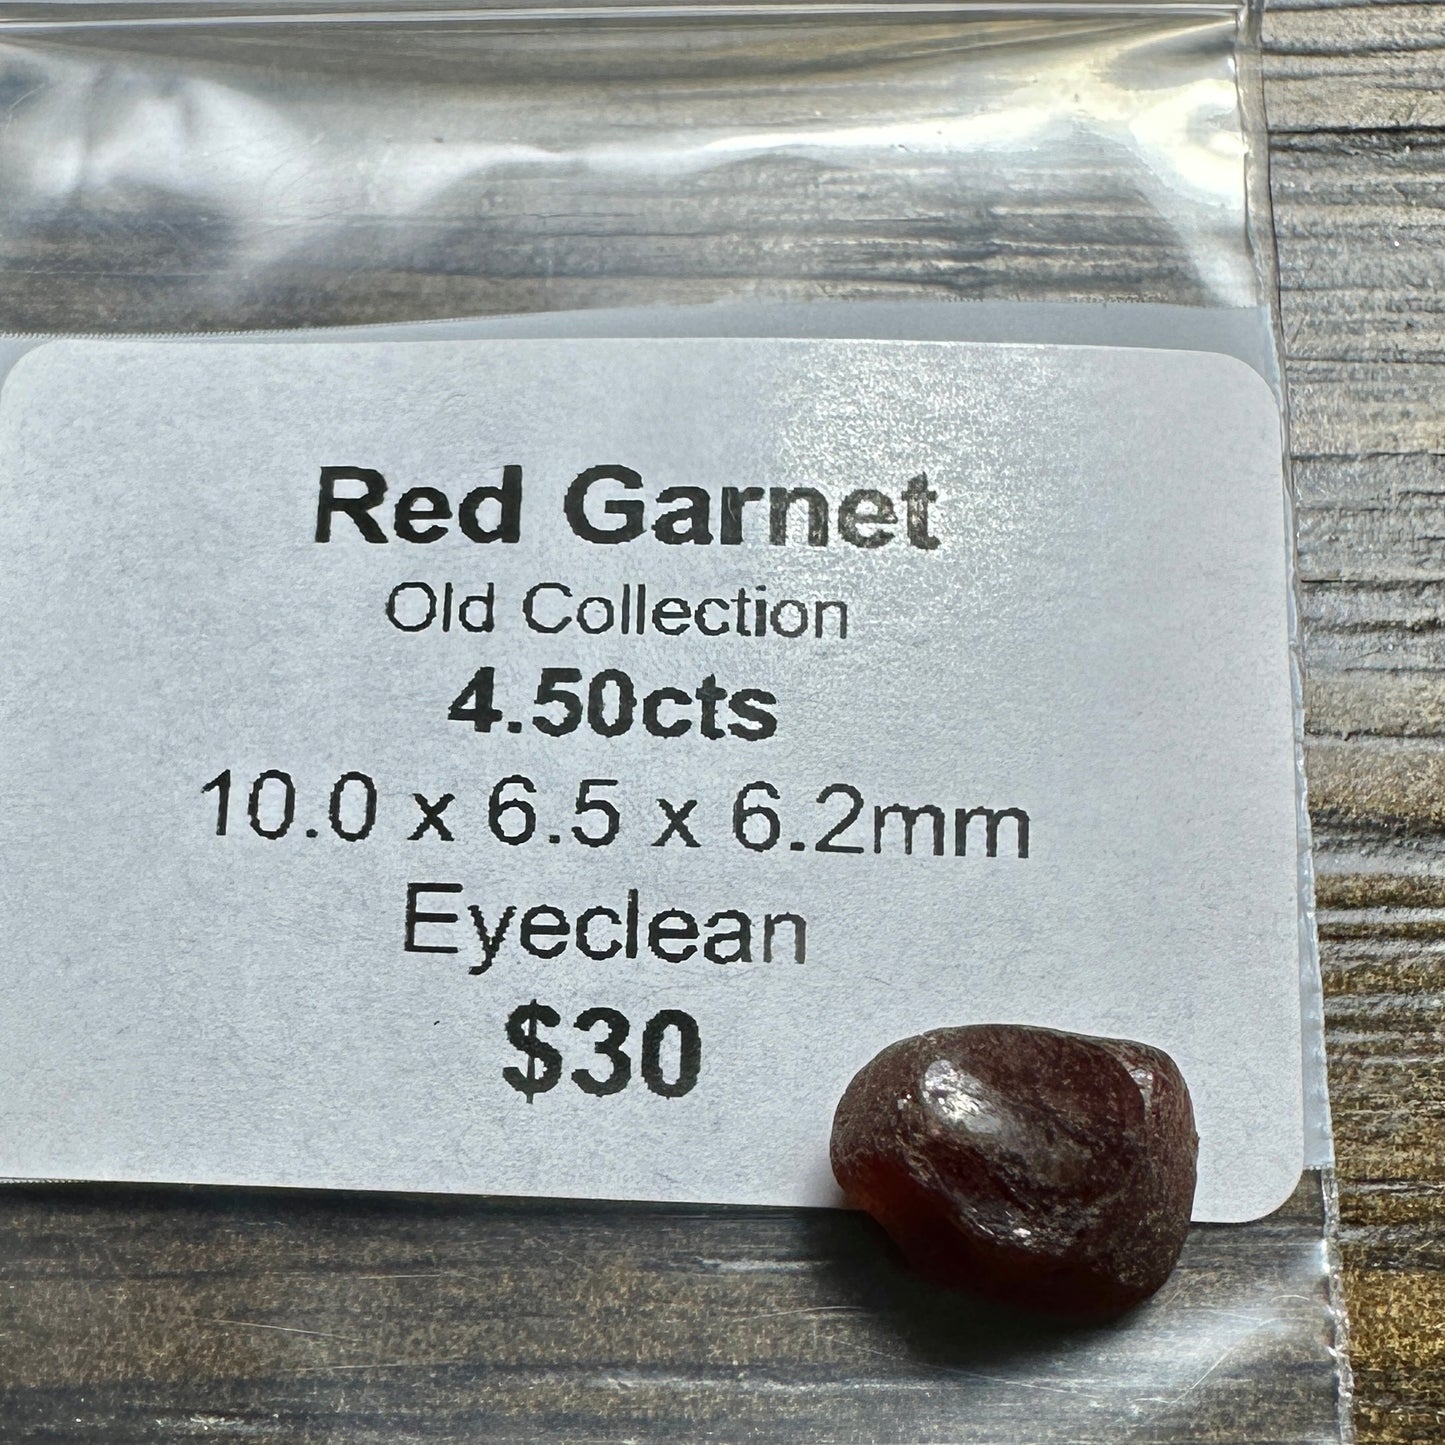 Red Garnet
Old Collection
4.50cts
10.0 x 6.5 x 6.2mm
Eyeclean
$30